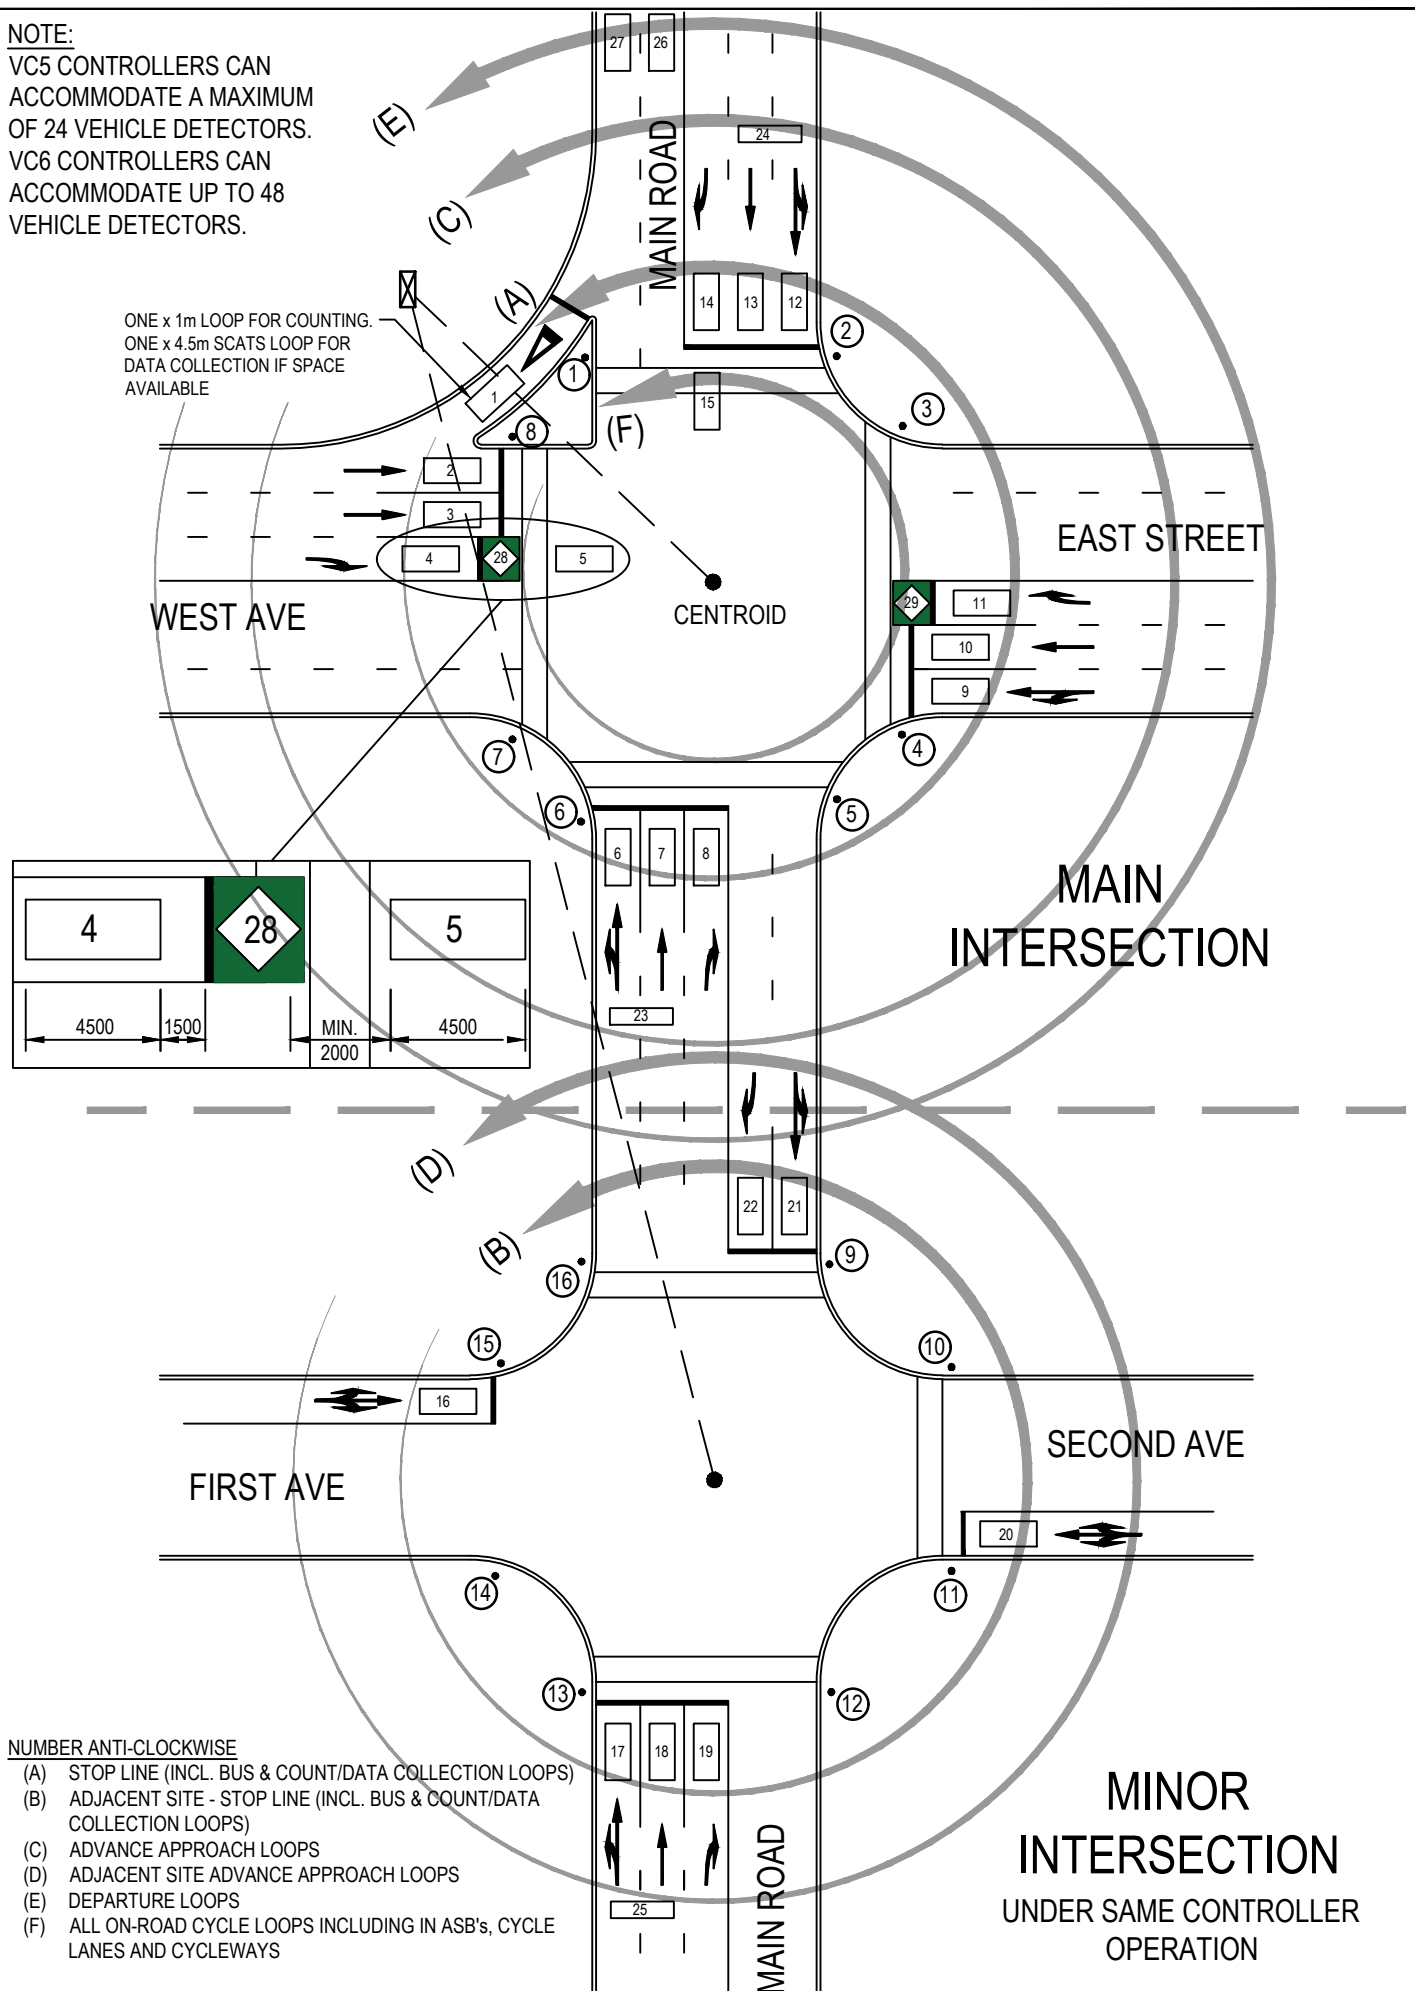 NOTE:
VC5 CONTROLLERS CAN
ACCOMMODATE A MAXIMUM
OF 24 VEHICLE DETECTORS.
VC6 CONTROLLERS CAN
ACCOMMODATE UP TO 48
VEHICLE DETECTORS.
27
26
(E)
24
MAIN ROAD
(C)
(A)
ONE x 1m LOOP FOR COUNTING.
ONE x 4.5m SCATS LOOP FOR
DATA COLLECTION IF SPACE
AVAILABLE
14
13
12
2
1
1
15
3
8
(F)
2
3
4
28
5
EAST STREET
WEST AVE
CENTROID
29
11
10
9
7
4
6
5
6
7
8
MAIN
INTERSECTION
4
28
5
4500
1500
MIN.
2000
4500
23
(D)
(B)
22
21
9
16
15
10
16
SECOND AVE
FIRST AVE
20
14
11
13
12
17
18
19
25
MAIN ROAD
NUMBER ANTI-CLOCKWISE
(A) STOP LINE (INCL. BUS & COUNT/DATA COLLECTION LOOPS)
(B) ADJACENT SITE - STOP LINE (INCL. BUS & COUNT/DATA
COLLECTION LOOPS)
(C) ADVANCE APPROACH LOOPS
(D) ADJACENT SITE ADVANCE APPROACH LOOPS
(E) DEPARTURE LOOPS
(F) ALL ON-ROAD CYCLE LOOPS INCLUDING IN ASB's, CYCLE
LANES AND CYCLEWAYS
MINOR
INTERSECTION
UNDER SAME CONTROLLER
OPERATION